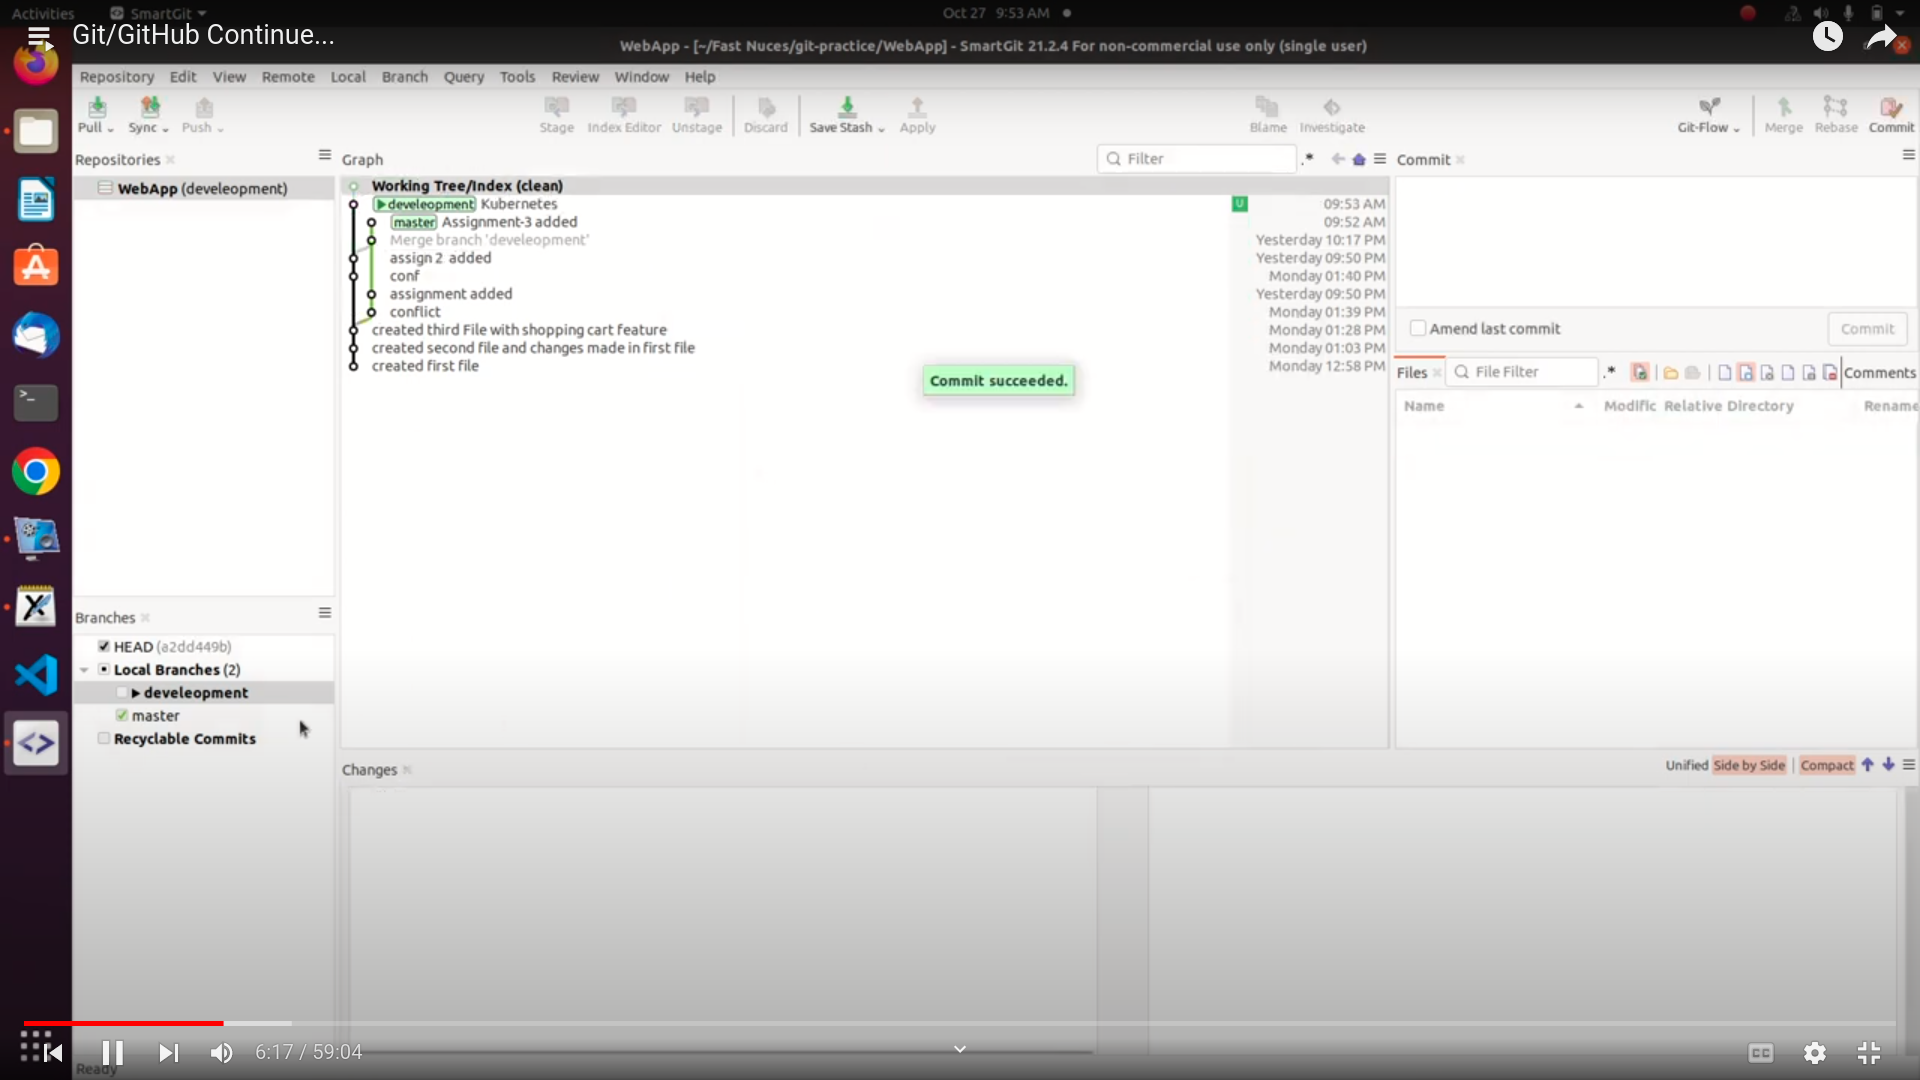 Activities SmartGit Oct 27 9:53 AM
Git/GitHub Continue...
WebApp - [~/Fast Nuces/git-practice/WebApp] - SmartGit 21.2.4 For non-commercial use only (single user)
Repository Edit View Remote Local Branch Query Tools Review Window Help
Pull Sync Push Stage Index Editor Unstage Discard Save Stash Apply Blame Investigate Git-Flow Merge Rebase Commit
Repositories Graph Filter .* Commit
WebApp (develeopment)
Working Tree/Index (clean)
develeopment Kubernetes U 09:53 AM
master Assignment-3 added 09:52 AM
Merge branch 'develeopment' Yesterday 10:17 PM
assign 2 added Yesterday 09:50 PM
conf Monday 01:40 PM
assignment added Yesterday 09:50 PM
conflict Monday 01:39 PM
created third File with shopping cart feature Monday 01:28 PM
created second file and changes made in first file Monday 01:03 PM
created first file Monday 12:58 PM
Amend last commit Commit
Commit succeeded.
Files File Filter .* Comments
Name Modific Relative Directory Rename
Branches
HEAD (a2dd449b)
Local Branches (2)
develeopment
master
Recyclable Commits
Changes Unified Side by Side Compact
6:17 / 59:04 CC
Ready